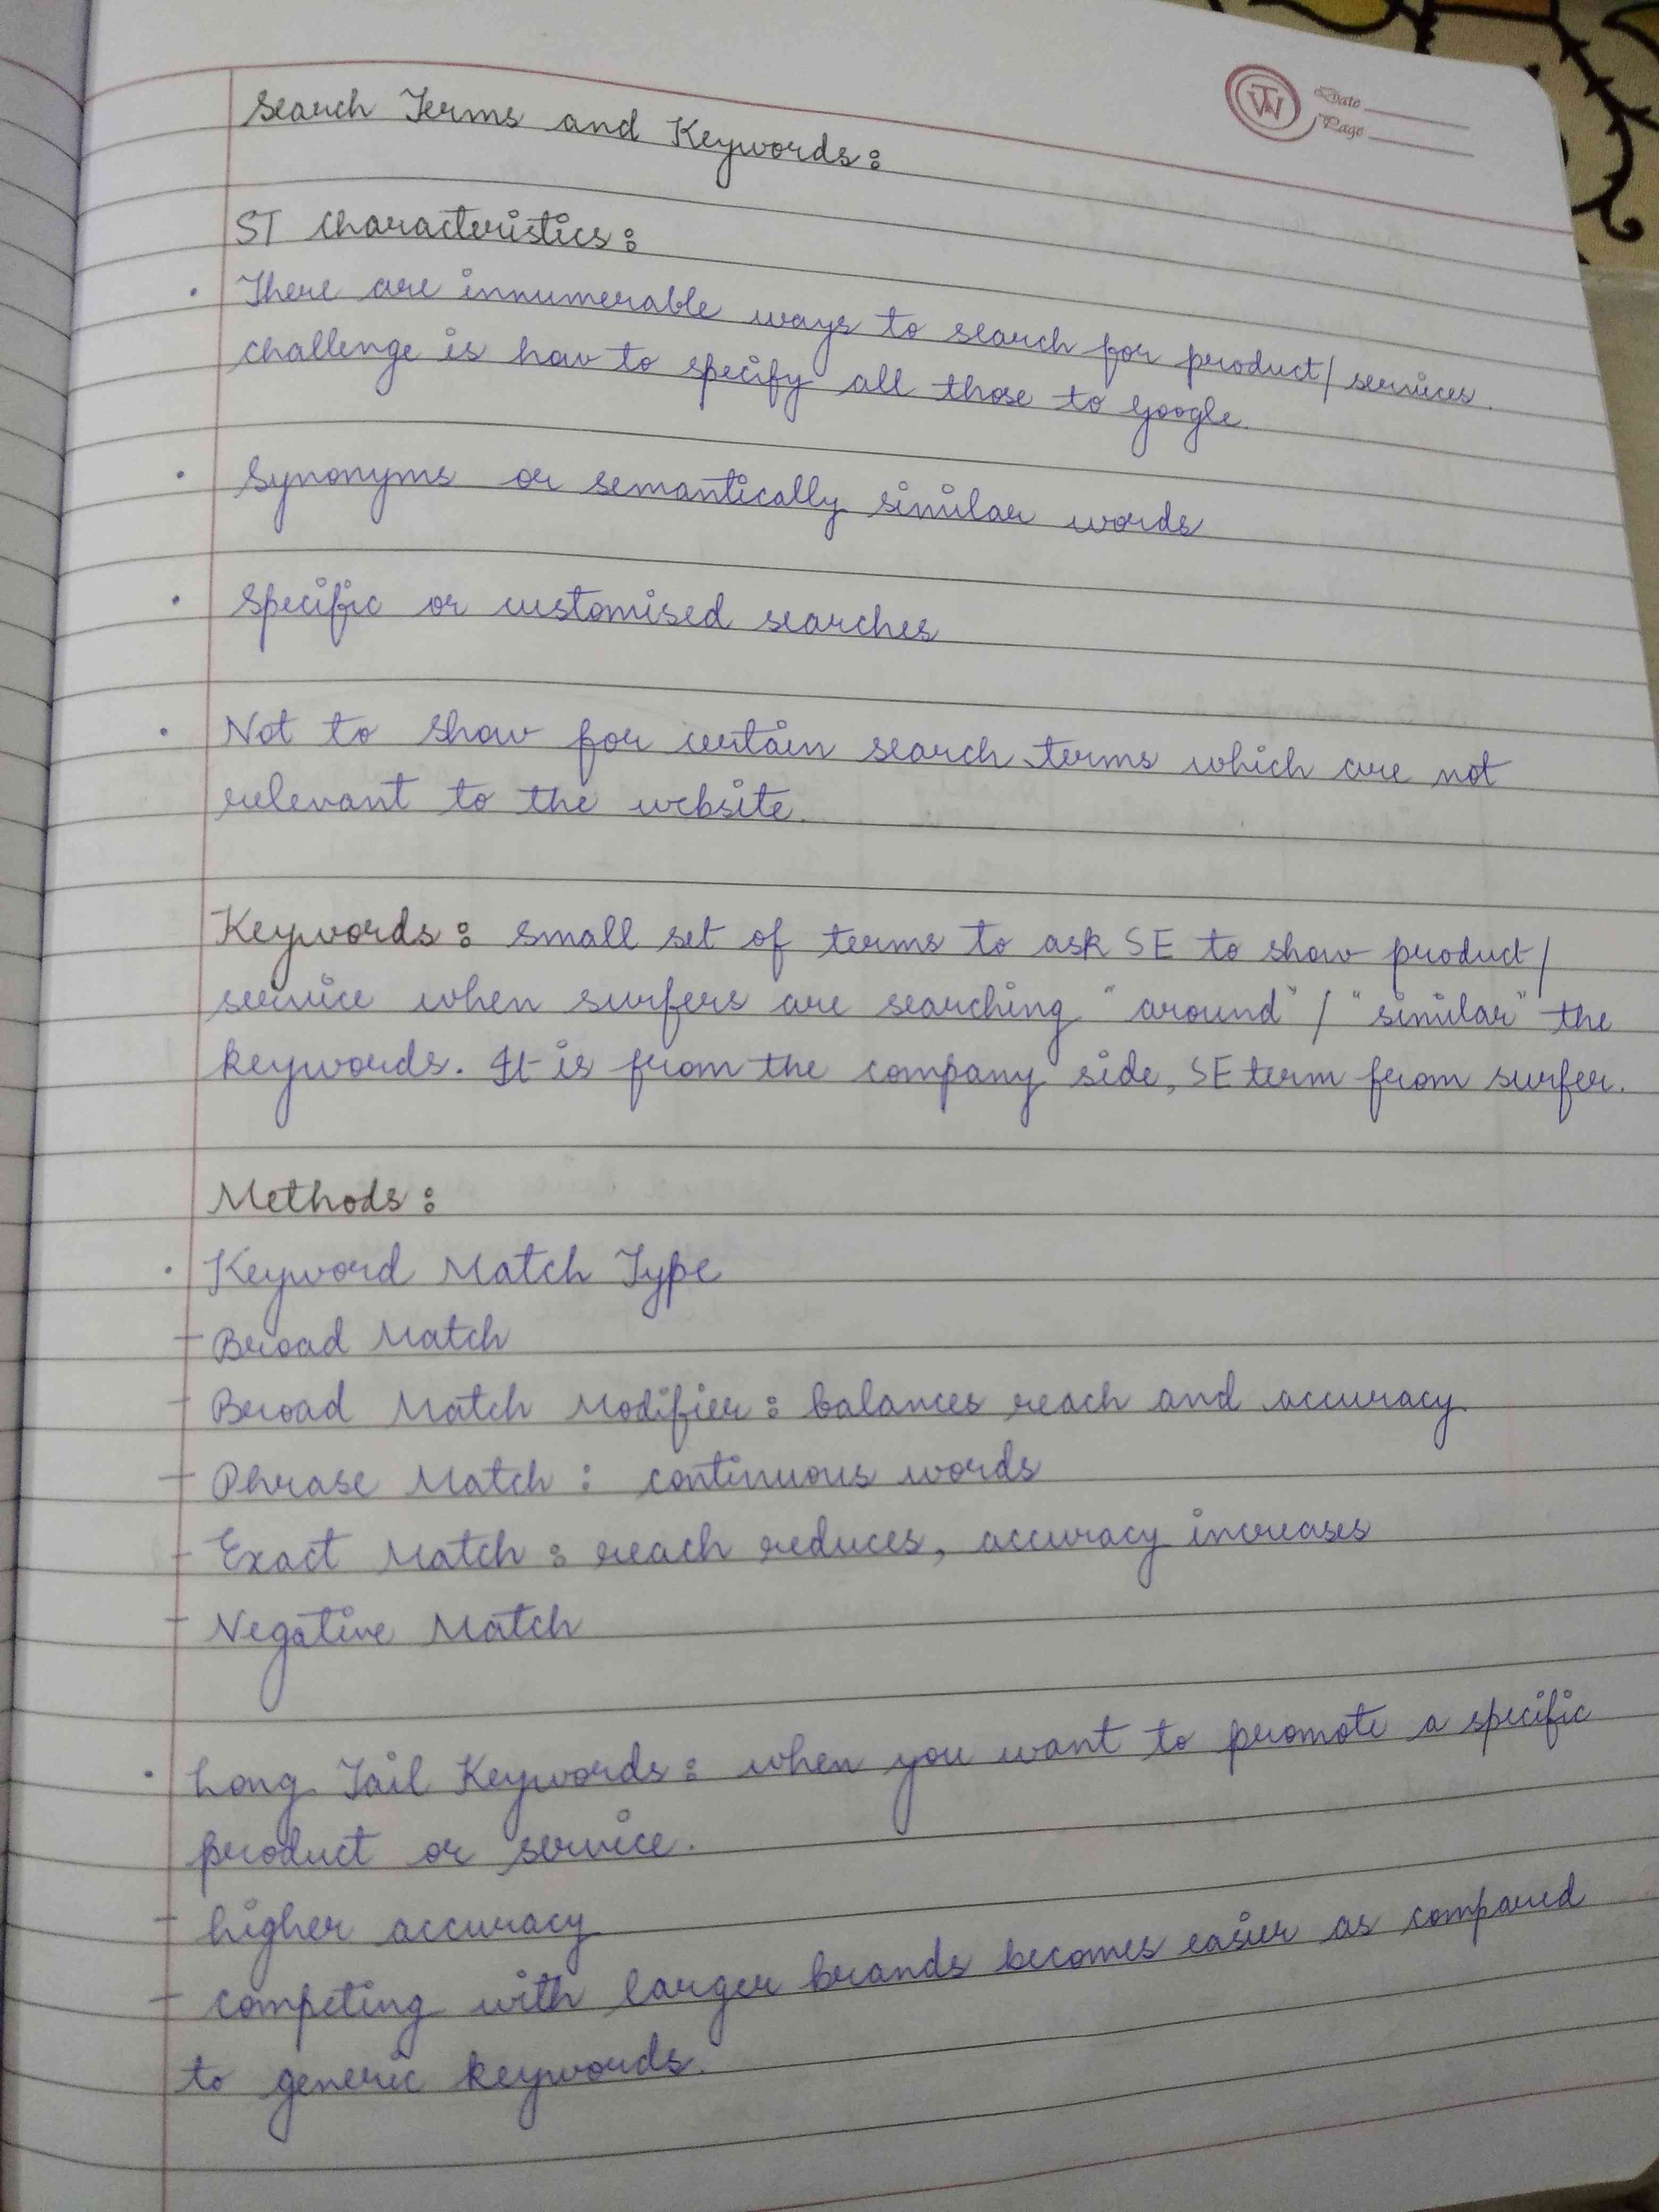 Date
Page
Search Terms and Keywords:
ST Characteristics:
· There are innumerable ways to search for product/services.
challenge is how to specify all those to google.
· Synonyms or semantically similar words
· Specific or customised searches
· Not to show for certain search terms which are not
relevant to the website.
Keywords: small set of terms to ask SE to show product/
service when surfers are searching "around" / "similar" the
keywords. It is from the company side, SE term from surfer.
Methods:
· Keyword Match Type
- Broad Match
- Broad Match Modifier: balances reach and accuracy
- Phrase Match: continuous words
- Exact Match: reach reduces, accuracy increases
- Negative Match
· Long Tail Keywords: when you want to promote a specific
product or service.
- higher accuracy
- competing with larger brands becomes easier as compared
to generic keywords.